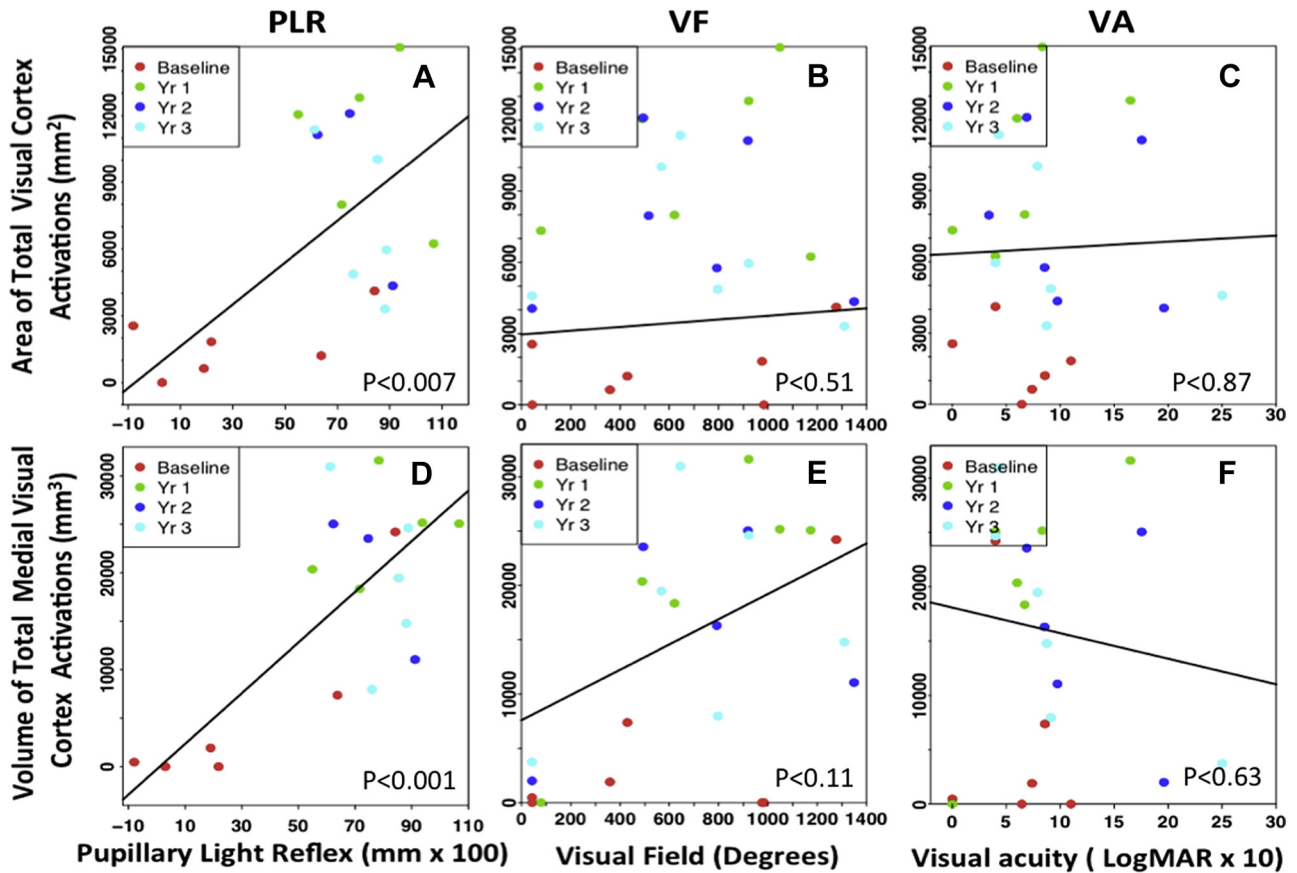 PLR VF VA
Area of Total Visual Cortex
Activations (mm²)
15000 12000 9000 6000 3000 0
Baseline
Yr 1
Yr 2
Yr 3
A
P<0.007
−10 10 30 50 70 90 110
15000 12000 9000 6000 3000 0
Baseline
Yr 1
Yr 2
Yr 3
B
P<0.51
0 200 400 600 800 1000 1200 1400
15000 12000 9000 6000 3000 0
Baseline
Yr 1
Yr 2
Yr 3
C
P<0.87
0 5 10 15 20 25 30
Volume of Total Medial Visual
Cortex Activations (mm³)
30000 20000 10000 0
Baseline
Yr 1
Yr 2
Yr 3
D
P<0.001
−10 10 30 50 70 90 110
Pupillary Light Reflex (mm x 100)
30000 20000 10000 0
Baseline
Yr 1
Yr 2
Yr 3
E
P<0.11
0 200 400 600 800 1000 1200 1400
Visual Field (Degrees)
30000 20000 10000 0
Baseline
Yr 1
Yr 2
Yr 3
F
P<0.63
0 5 10 15 20 25 30
Visual acuity ( LogMAR x 10)